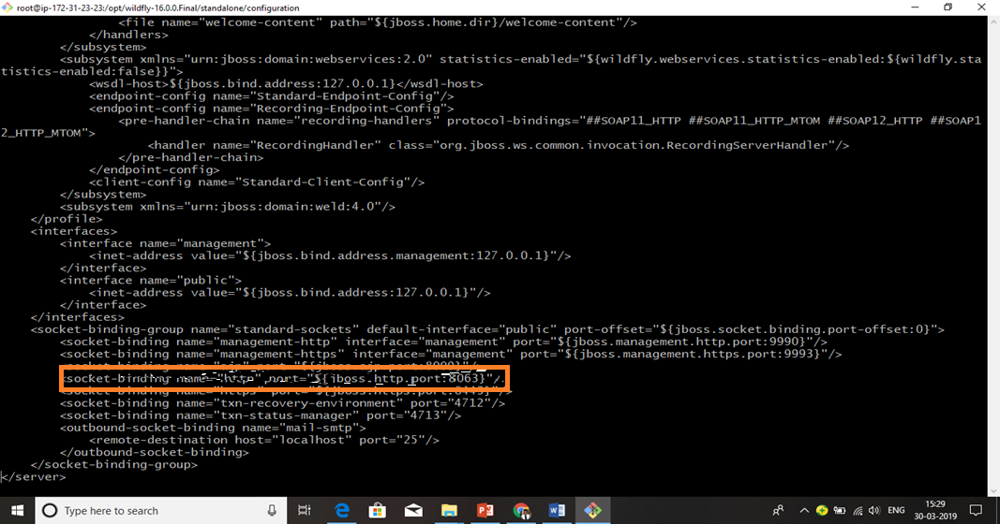 root@ip-172-31-23-23:/opt/wildfly-16.0.0.Final/standalone/configuration
<file name="welcome-content" path="${jboss.home.dir}/welcome-content"/>
</handlers>
</subsystem>
<subsystem xmlns="urn:jboss:domain:webservices:2.0" statistics-enabled="${wildfly.webservices.statistics-enabled:${wildfly.sta
tistics-enabled:false}}">
<wsdl-host>${jboss.bind.address:127.0.0.1}</wsdl-host>
<endpoint-config name="Standard-Endpoint-Config"/>
<endpoint-config name="Recording-Endpoint-Config">
<pre-handler-chain name="recording-handlers" protocol-bindings="##SOAP11_HTTP ##SOAP11_HTTP_MTOM ##SOAP12_HTTP ##SOAP1
2_HTTP_MTOM">
<handler name="RecordingHandler" class="org.jboss.ws.common.invocation.RecordingServerHandler"/>
</pre-handler-chain>
</endpoint-config>
<client-config name="Standard-Client-Config"/>
</subsystem>
<subsystem xmlns="urn:jboss:domain:weld:4.0"/>
</profile>
<interfaces>
<interface name="management">
<inet-address value="${jboss.bind.address.management:127.0.0.1}"/>
</interface>
<interface name="public">
<inet-address value="${jboss.bind.address:127.0.0.1}"/>
</interface>
</interfaces>
<socket-binding-group name="standard-sockets" default-interface="public" port-offset="${jboss.socket.binding.port-offset:0}">
<socket-binding name="management-http" interface="management" port="${jboss.management.http.port:9990}"/>
<socket-binding name="management-https" interface="management" port="${jboss.management.https.port:9993}"/>
<socket-binding name="http" port="${jboss.http.port:8063}"/
<socket-binding name="txn-recovery-environment" port="4712"/>
<socket-binding name="txn-status-manager" port="4713"/>
<outbound-socket-binding name="mail-smtp">
<remote-destination host="localhost" port="25"/>
</outbound-socket-binding>
</socket-binding-group>
</server>
Type here to search
ENG
15:29
30-03-2019